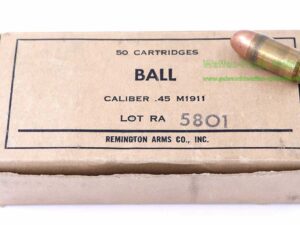 50 CARTRIDGES
BALL
CALIBER .45 M1911
LOT RA 5801
REMINGTON ARMS CO., INC.